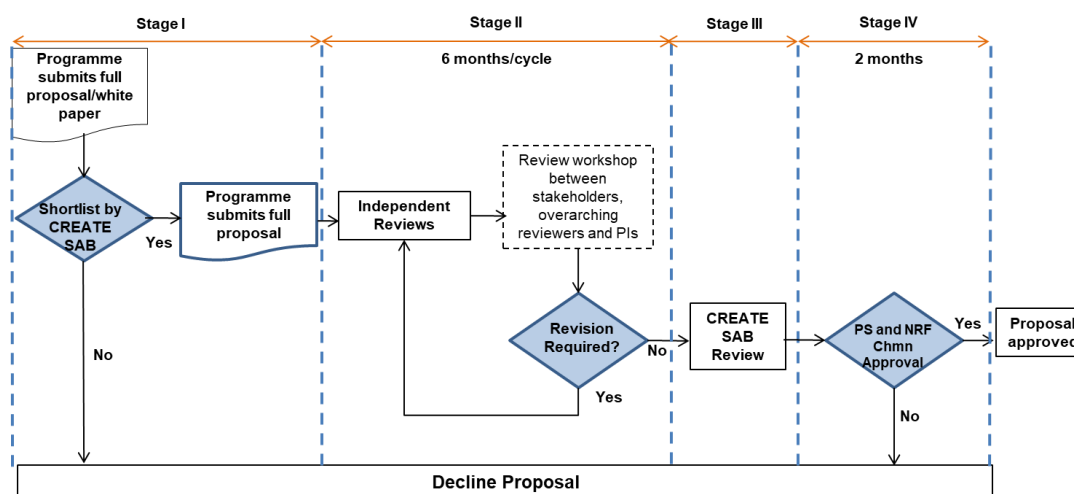 Stage I
Stage II
Stage III
Stage IV
6 months/cycle
2 months
Programme
submits full
proposal/white
paper
Shortlist by
CREATE
SAB
Yes
No
Programme
submits full
proposal
Independent
Reviews
Review workshop
between
stakeholders,
overarching
reviewers and PIs
Revision
Required?
No
Yes
CREATE
SAB
Review
PS and NRF
Chmn
Approval
Yes
No
Proposal
approved
Decline Proposal